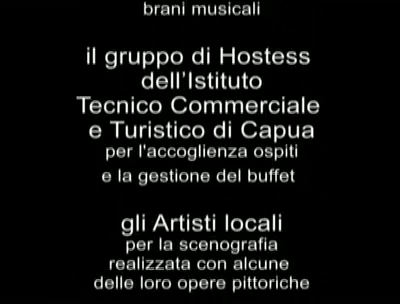 brani musicali
il gruppo di Hostess
dell'Istituto
Tecnico Commerciale
e Turistico di Capua
per l'accoglienza ospiti
e la gestione del buffet
gli Artisti locali
per la scenografia
realizzata con alcune
delle loro opere pittoriche